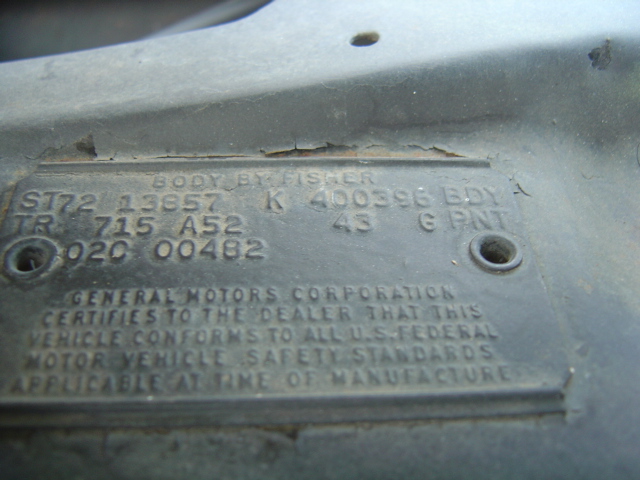 BODY BY FISHER
ST72 13857 K 400396 BDY
TR 715 A52 43 G PNT
02C 00482
GENERAL MOTORS CORPORATION
CERTIFIES TO THE DEALER THAT THIS
VEHICLE CONFORMS TO ALL U.S. FEDERAL
MOTOR VEHICLE SAFETY STANDARDS
APPLICABLE AT TIME OF MANUFACTURE